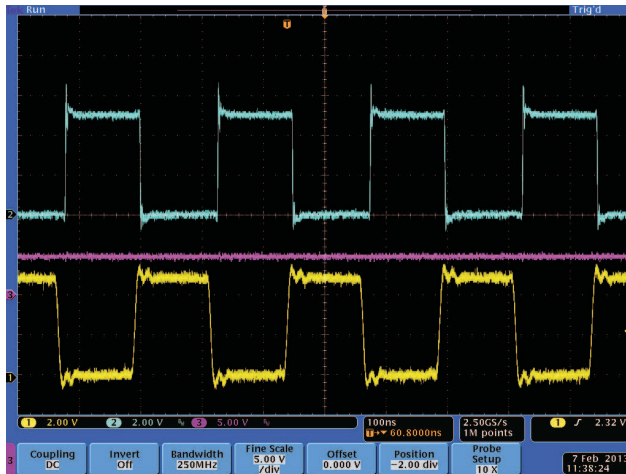 Run Trig'd
T
2
3
1
1 2.00 V 2 2.00 V 3 5.00 V 100ns 2.50GS/s 1 2.32 V
T 60.8000ns 1M points
3 Coupling DC Invert Off Bandwidth 250MHz Fine Scale 5.00 V /div Offset 0.000 V Position -2.00 div Probe Setup 10 X 7 Feb 2013 11:38:24